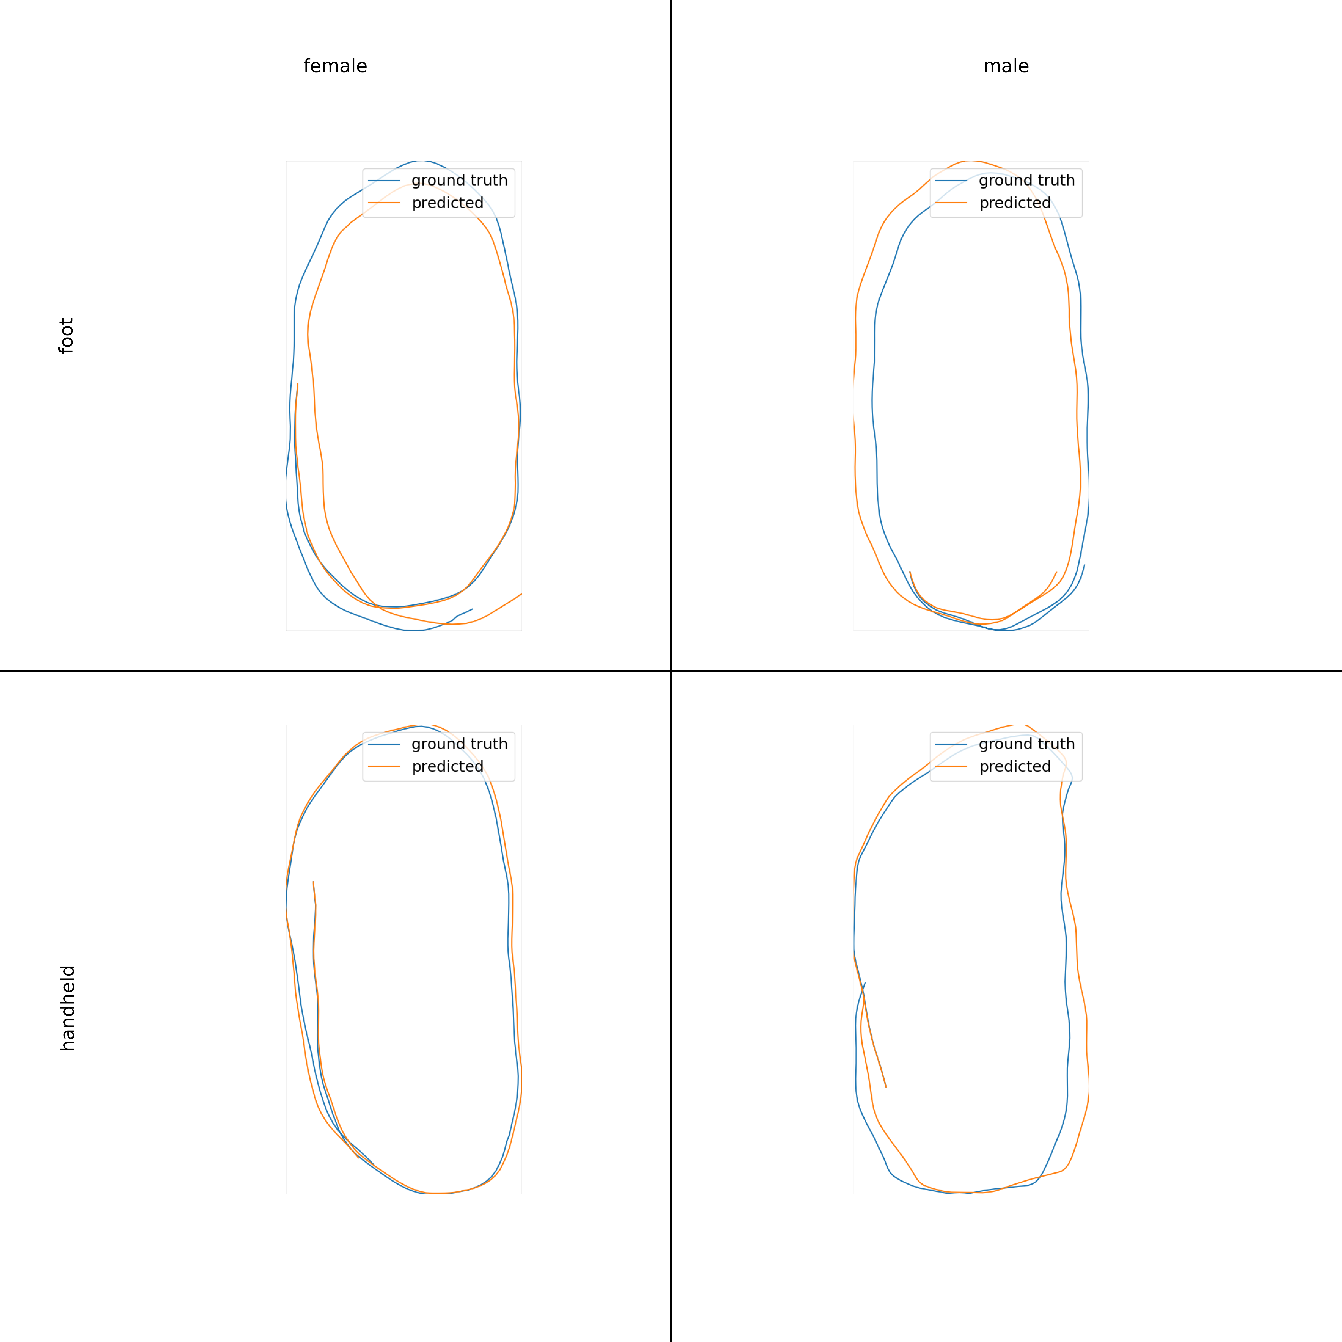 female
male
foot
ground truth
predicted
ground truth
predicted
handheld
ground truth
predicted
ground truth
predicted